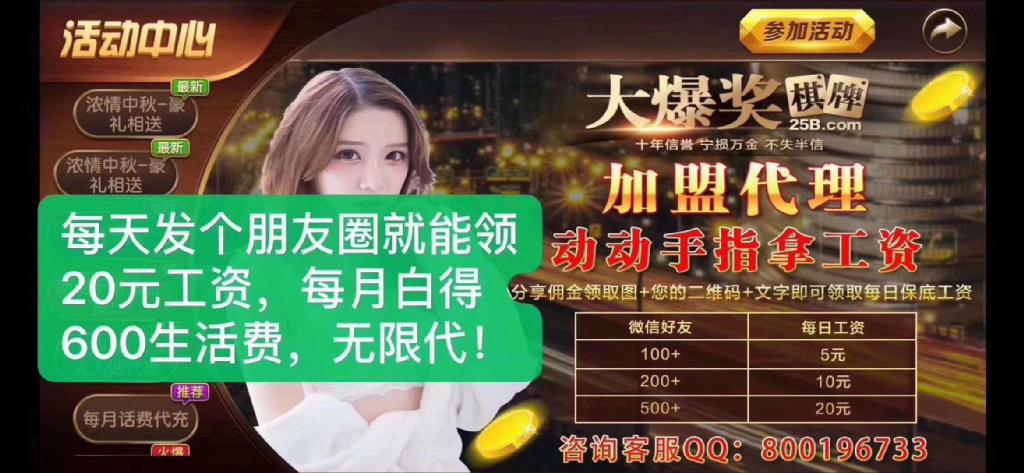 活动中心
参加活动
最新
浓情中秋-豪
礼相送
最新
浓情中秋-豪
礼相送
每天发个朋友圈就能领
20元工资，每月白得
600生活费，无限代！
推荐
每月话费代充
火爆
大爆奖棋牌
25B.com
十年信誉 宁损万金 不失半信
加盟代理
动动手指拿工资
分享佣金领取图+您的二维码+文字即可领取每日保底工资
微信好友 每日工资
100+ 5元
200+ 10元
500+ 20元
咨询客服QQ：800196733